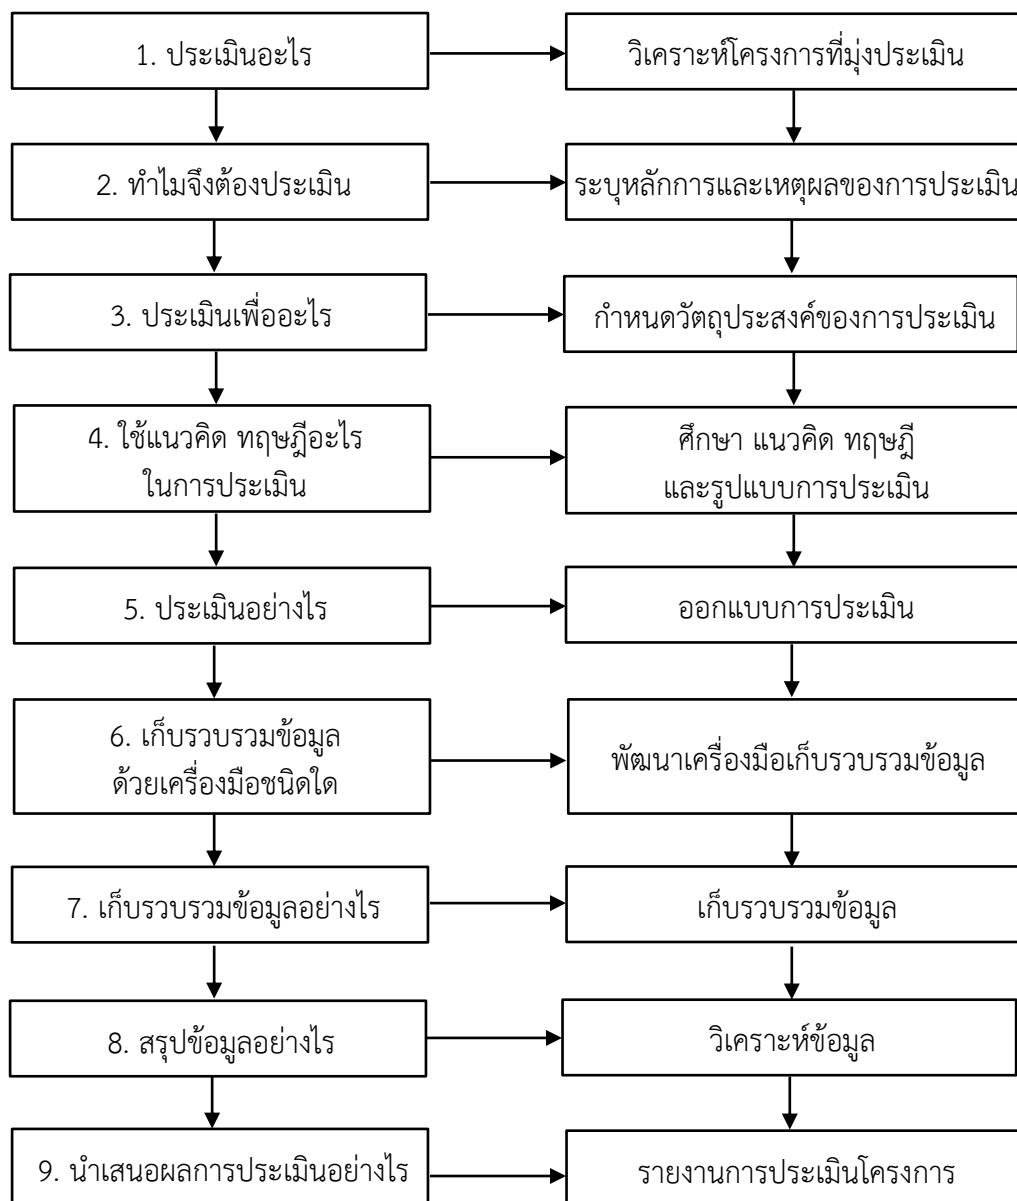 1. ประเมินอะไร
วิเคราะห์โครงการที่มุ่งประเมิน
2. ทำไมจึงต้องประเมิน
ระบุหลักการและเหตุผลของการประเมิน
3. ประเมินเพื่ออะไร
กำหนดวัตถุประสงค์ของการประเมิน
4. ใช้แนวคิด ทฤษฎีอะไร
ในการประเมิน
ศึกษา แนวคิด ทฤษฎี
และรูปแบบการประเมิน
5. ประเมินอย่างไร
ออกแบบการประเมิน
6. เก็บรวบรวมข้อมูล
ด้วยเครื่องมือชนิดใด
พัฒนาเครื่องมือเก็บรวบรวมข้อมูล
7. เก็บรวบรวมข้อมูลอย่างไร
เก็บรวบรวมข้อมูล
8. สรุปข้อมูลอย่างไร
วิเคราะห์ข้อมูล
9. นำเสนอผลการประเมินอย่างไร
รายงานการประเมินโครงการ